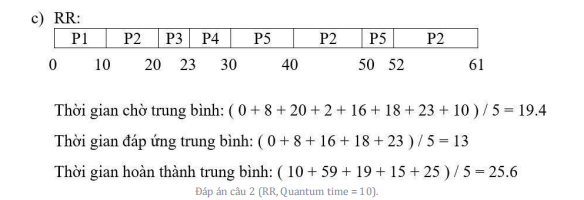 c) RR:
P1 P2 P3 P4 P5 P2 P5 P2
0 10 20 23 30 40 50 52 61
Thời gian chờ trung bình: ( 0 + 8 + 20 + 2 + 16 + 18 + 23 + 10 ) / 5 = 19.4
Thời gian đáp ứng trung bình: ( 0 + 8 + 16 + 18 + 23 ) / 5 = 13
Thời gian hoàn thành trung bình: ( 10 + 59 + 19 + 15 + 25 ) / 5 = 25.6
Đáp án câu 2 (RR, Quantum time = 10).